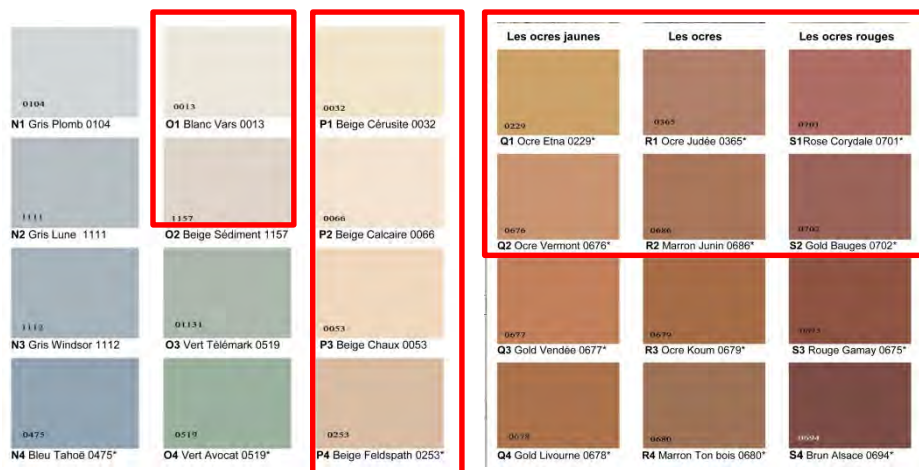 Les ocres jaunes
Les ocres
Les ocres rouges
0104
0013
0032
0229
0365
0701
N1 Gris Plomb 0104
O1 Blanc Vars 0013
P1 Beige Cérusite 0032
Q1 Ocre Etna 0229*
R1 Ocre Judée 0365*
S1Rose Corydale 0701*
1111
1157
0066
0676
0686
0702
N2 Gris Lune 1111
O2 Beige Sédiment 1157
P2 Beige Calcaire 0066
Q2 Ocre Vermont 0676*
R2 Marron Junin 0686*
S2 Gold Bauges 0702*
1112
01131
0053
0677
0679
N3 Gris Windsor 1112
O3 Vert Télémark 0519
P3 Beige Chaux 0053
Q3 Gold Vendée 0677*
R3 Ocre Koum 0679*
S3 Rouge Gamay 0675*
0475
0519
0253
0678
0680
0694
N4 Bleu Tahoë 0475*
O4 Vert Avocat 0519*
P4 Beige Feldspath 0253*
Q4 Gold Livourne 0678*
R4 Marron Ton bois 0680*
S4 Brun Alsace 0694*